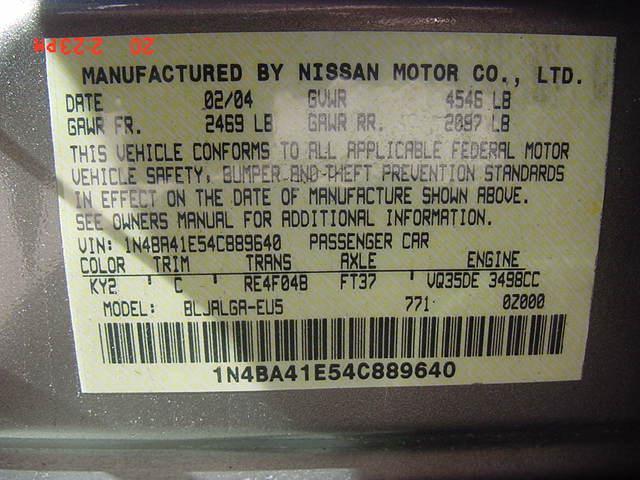 MANUFACTURED BY NISSAN MOTOR CO., LTD.
DATE 02/04 GVWR 4546 LB
GAWR FR. 2469 LB GAWR RR. 2097 LB
THIS VEHICLE CONFORMS TO ALL APPLICABLE FEDERAL MOTOR
VEHICLE SAFETY, BUMPER AND THEFT PREVENTION STANDARDS
IN EFFECT ON THE DATE OF MANUFACTURE SHOWN ABOVE.
SEE OWNERS MANUAL FOR ADDITIONAL INFORMATION.
VIN: 1N4BA41E54C889640 PASSENGER CAR
COLOR TRIM TRANS AXLE ENGINE
KY2 C RE4F04B FT37 VQ35DE 3498CC
MODEL: BLJALGA-EU5 771 0Z000
1N4BA41E54C889640